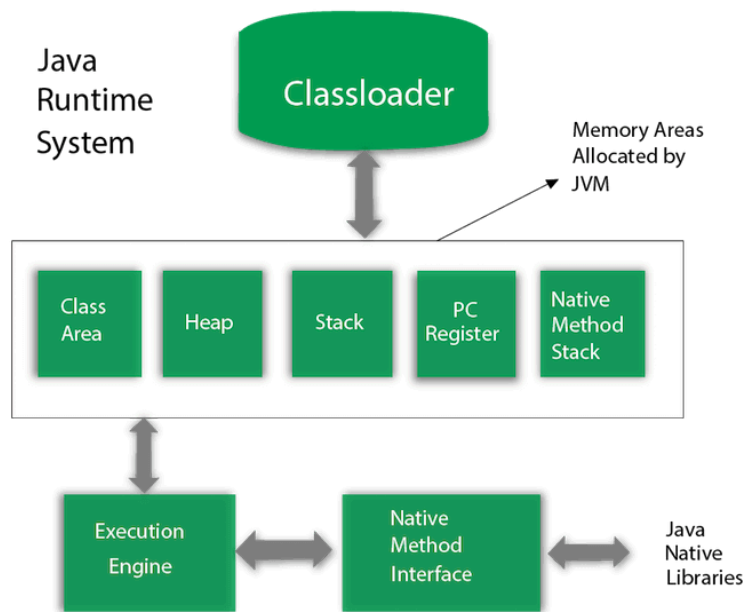 Java
Runtime
System
Classloader
Memory Areas
Allocated by
JVM
Class
Area
Heap
Stack
PC
Register
Native
Method
Stack
Execution
Engine
Native
Method
Interface
Java
Native
Libraries